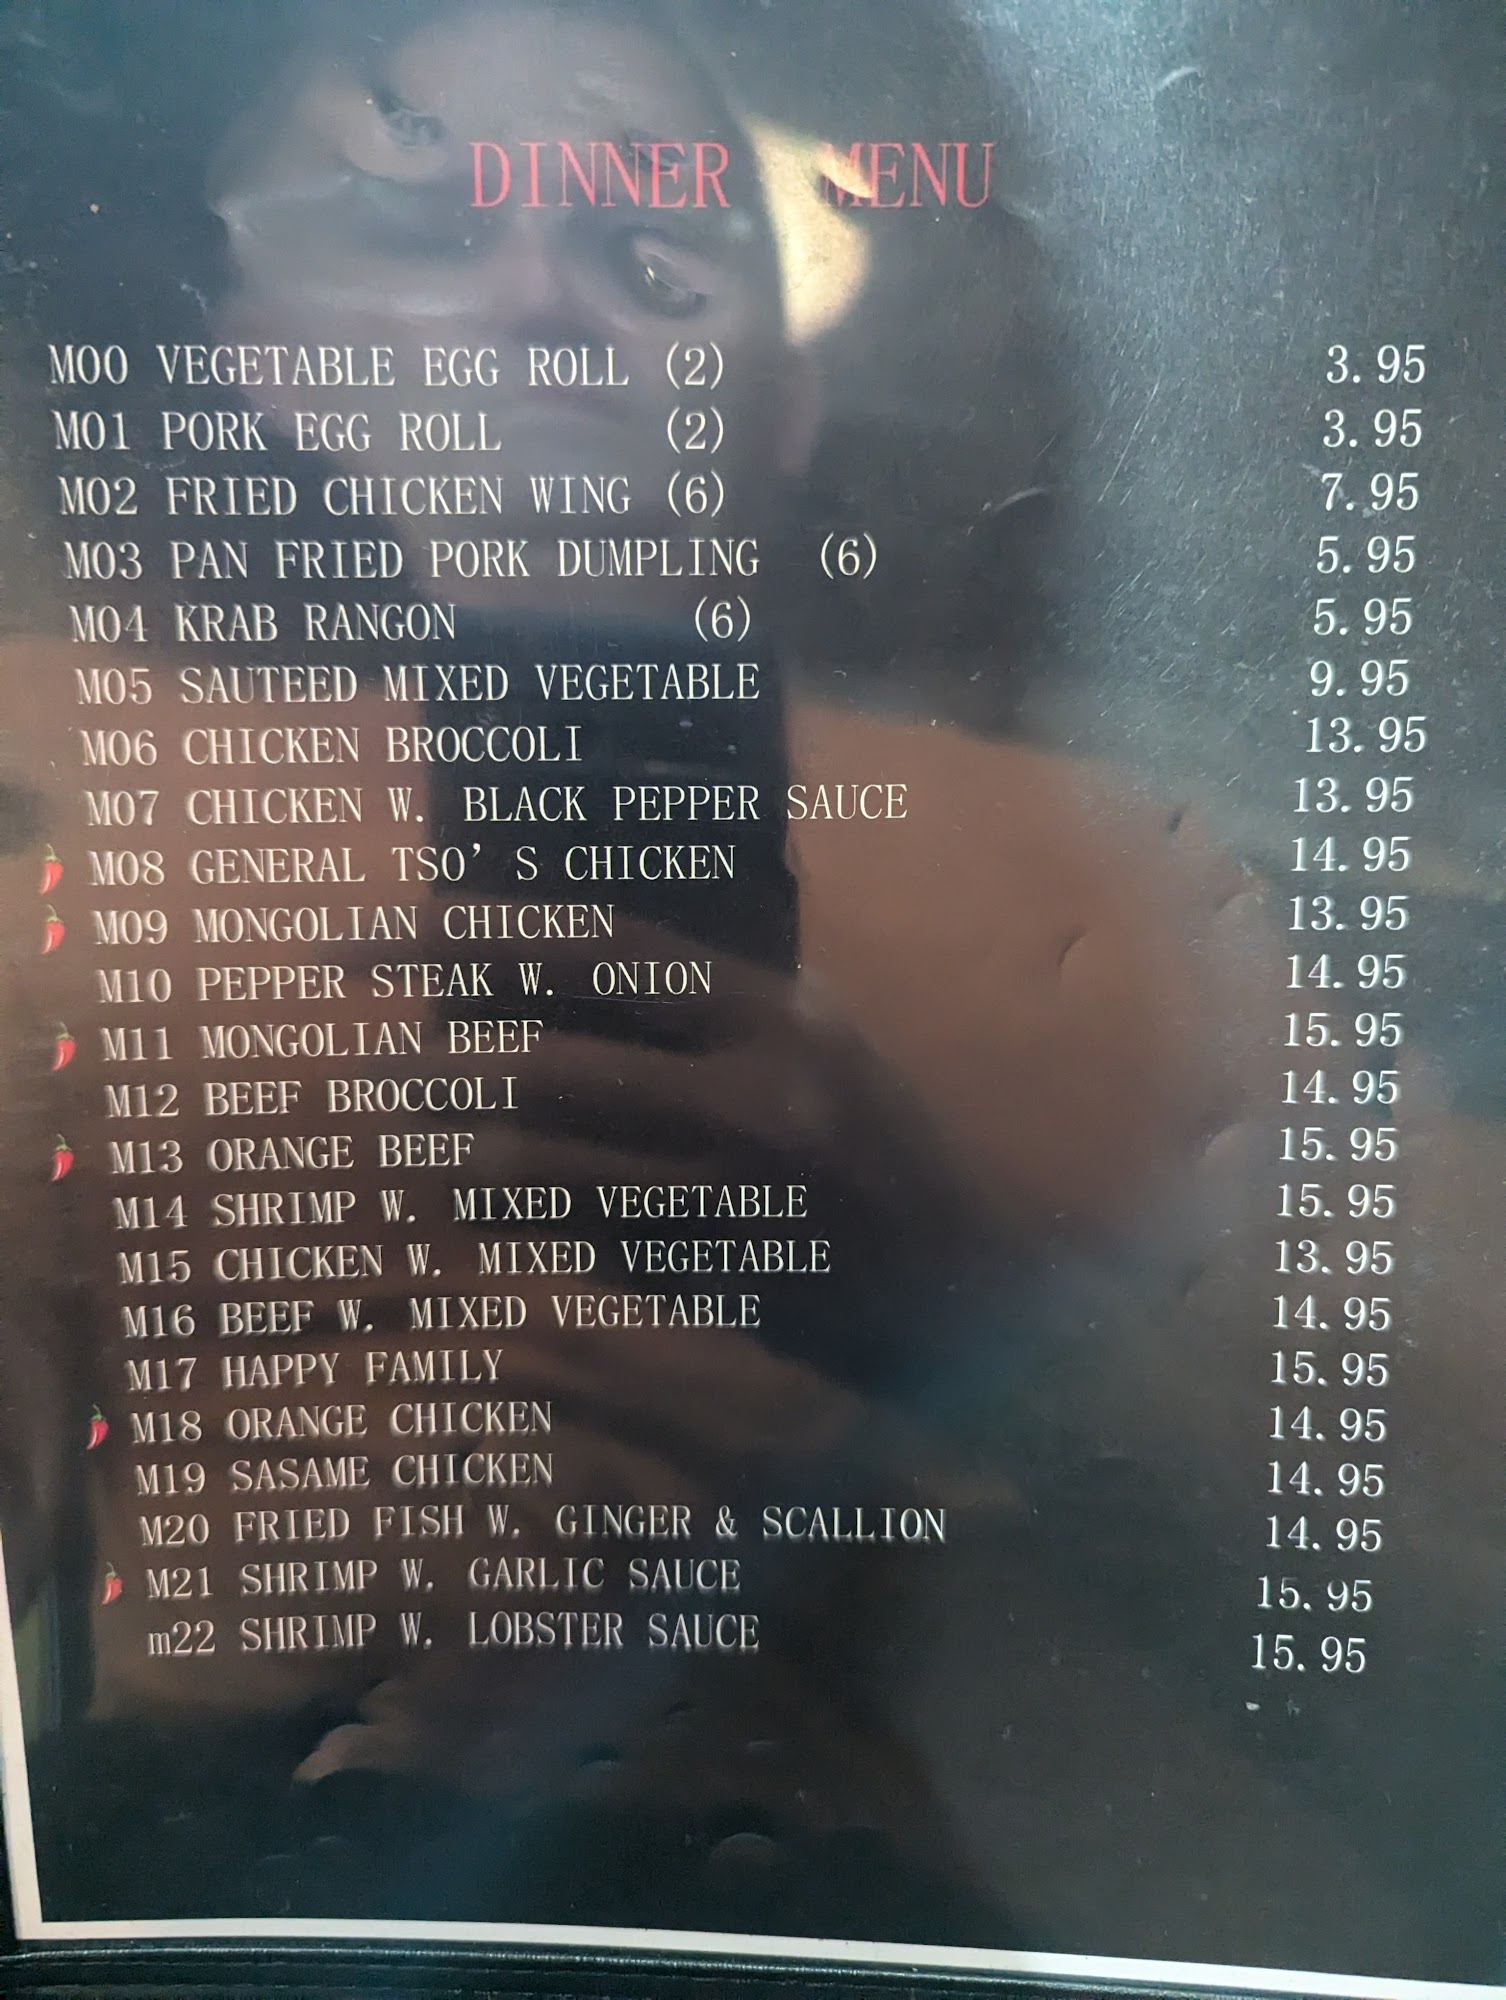 DINNER MENU
M00 VEGETABLE EGG ROLL (2) 3.95
M01 PORK EGG ROLL (2) 3.95
M02 FRIED CHICKEN WING (6) 7.95
M03 PAN FRIED PORK DUMPLING (6) 5.95
M04 KRAB RANGON (6) 5.95
M05 SAUTEED MIXED VEGETABLE 9.95
M06 CHICKEN BROCCOLI 13.95
M07 CHICKEN W. BLACK PEPPER SAUCE 13.95
M08 GENERAL TSO'S CHICKEN 14.95
M09 MONGOLIAN CHICKEN 13.95
M10 PEPPER STEAK W. ONION 14.95
M11 MONGOLIAN BEEF 15.95
M12 BEEF BROCCOLI 14.95
M13 ORANGE BEEF 15.95
M14 SHRIMP W. MIXED VEGETABLE 15.95
M15 CHICKEN W. MIXED VEGETABLE 13.95
M16 BEEF W. MIXED VEGETABLE 14.95
M17 HAPPY FAMILY 15.95
M18 ORANGE CHICKEN 14.95
M19 SASAME CHICKEN 14.95
M20 FRIED FISH W. GINGER & SCALLION 14.95
M21 SHRIMP W. GARLIC SAUCE 15.95
m22 SHRIMP W. LOBSTER SAUCE 15.95